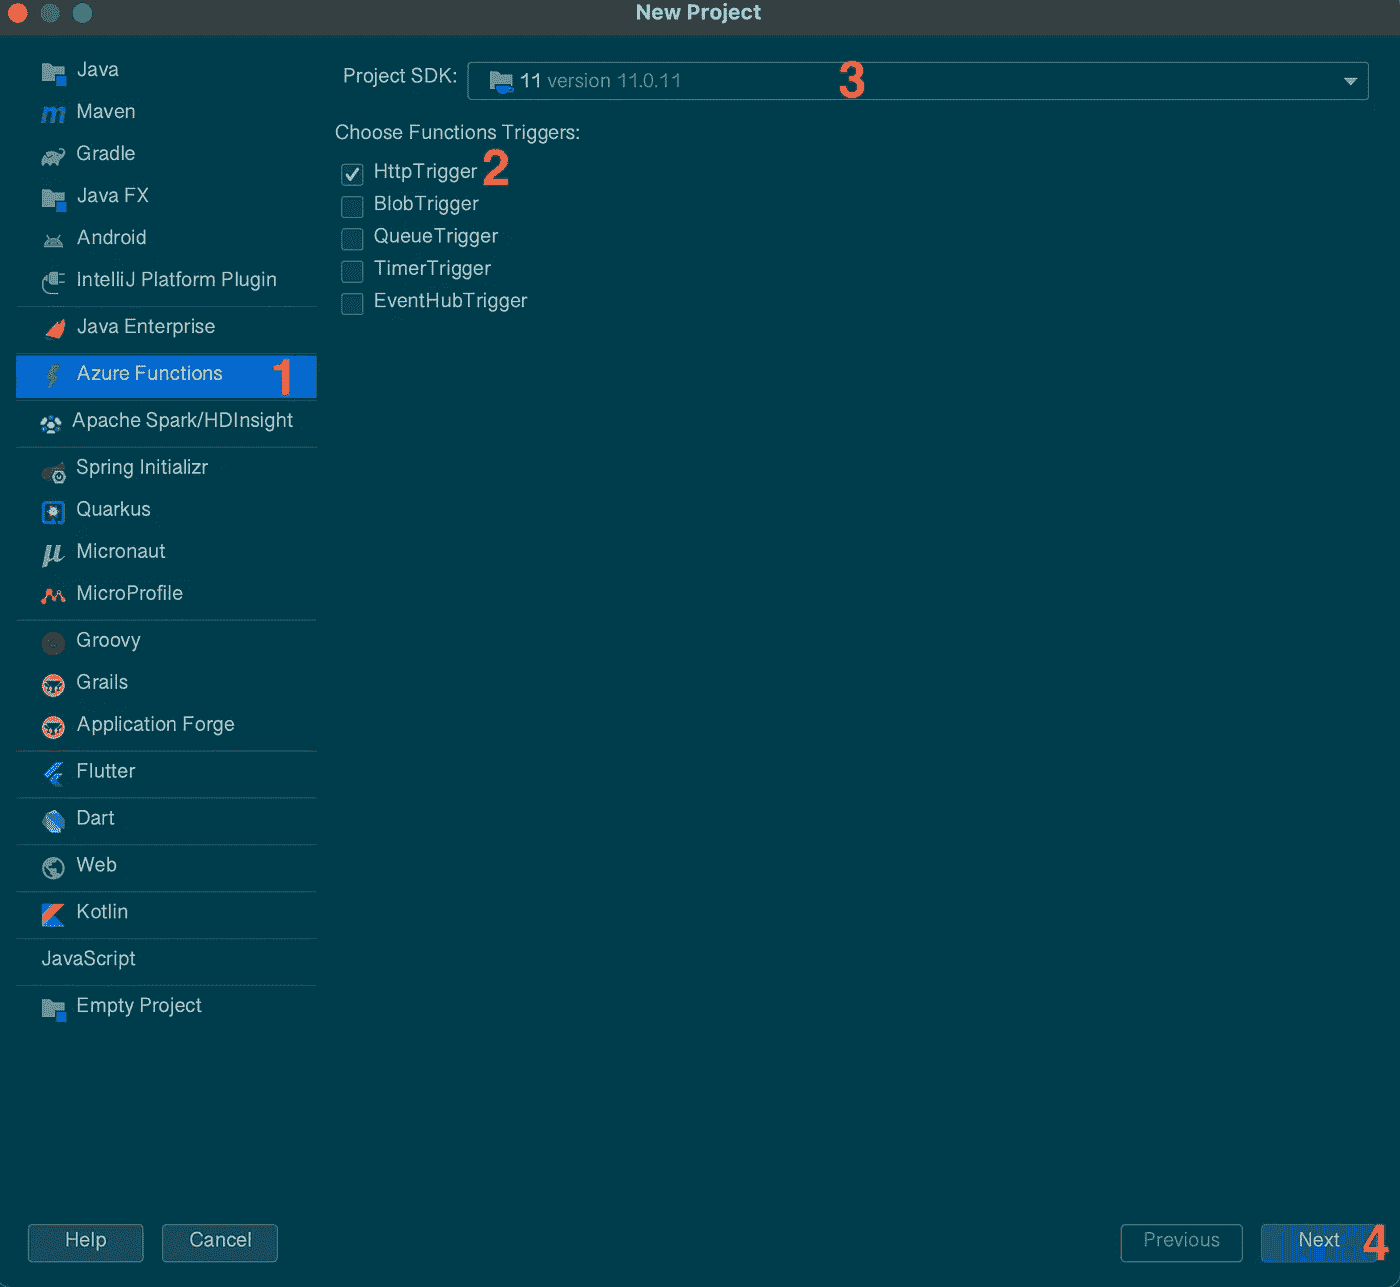 New Project
Java
Maven
Gradle
Java FX
Android
IntelliJ Platform Plugin
Java Enterprise
Azure Functions 1
Apache Spark/HDInsight
Spring Initializr
Quarkus
Micronaut
MicroProfile
Groovy
Grails
Application Forge
Flutter
Dart
Web
Kotlin
JavaScript
Empty Project
Project SDK: 11 version 11.0.11 3
Choose Functions Triggers:
HttpTrigger 2
BlobTrigger
QueueTrigger
TimerTrigger
EventHubTrigger
Help Cancel Previous Next 4